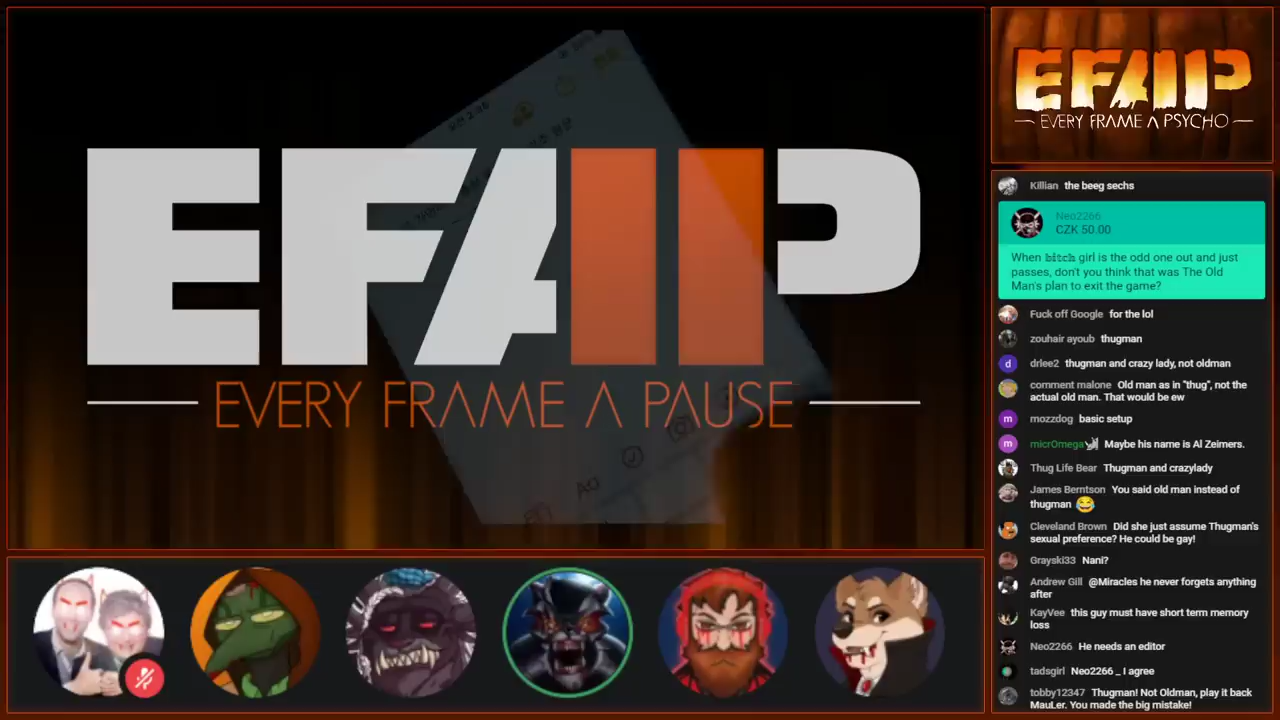 EFAP
EVERY FRAME A PAUSE
EFAP
EVERY FRAME A PSYCHO
Killian the beeg sechs
Neo2266
CZK 50.00
When bitch girl is the odd one out and just
passes, don't you think that was The Old
Man's plan to exit the game?
Fuck off Google for the lol
zouhair ayoub thugman
d drlee2 thugman and crazy lady, not oldman
comment malone Old man as in "thug", not the
actual old man. That would be ew
m mozzdog basic setup
m micrOmega Maybe his name is Al Zeimers.
Thug Life Bear Thugman and crazylady
James Berntson You said old man instead of
thugman 😂
Cleveland Brown Did she just assume Thugman's
sexual preference? He could be gay!
Grayski33 Nani?
Andrew Gill @Miracles he never forgets anything
after
KayVee this guy must have short term memory
loss
Neo2266 He needs an editor
tadsgirl Neo2266 _ I agree
tobby12347 Thugman! Not Oldman, play it back
MauLer. You made the big mistake!